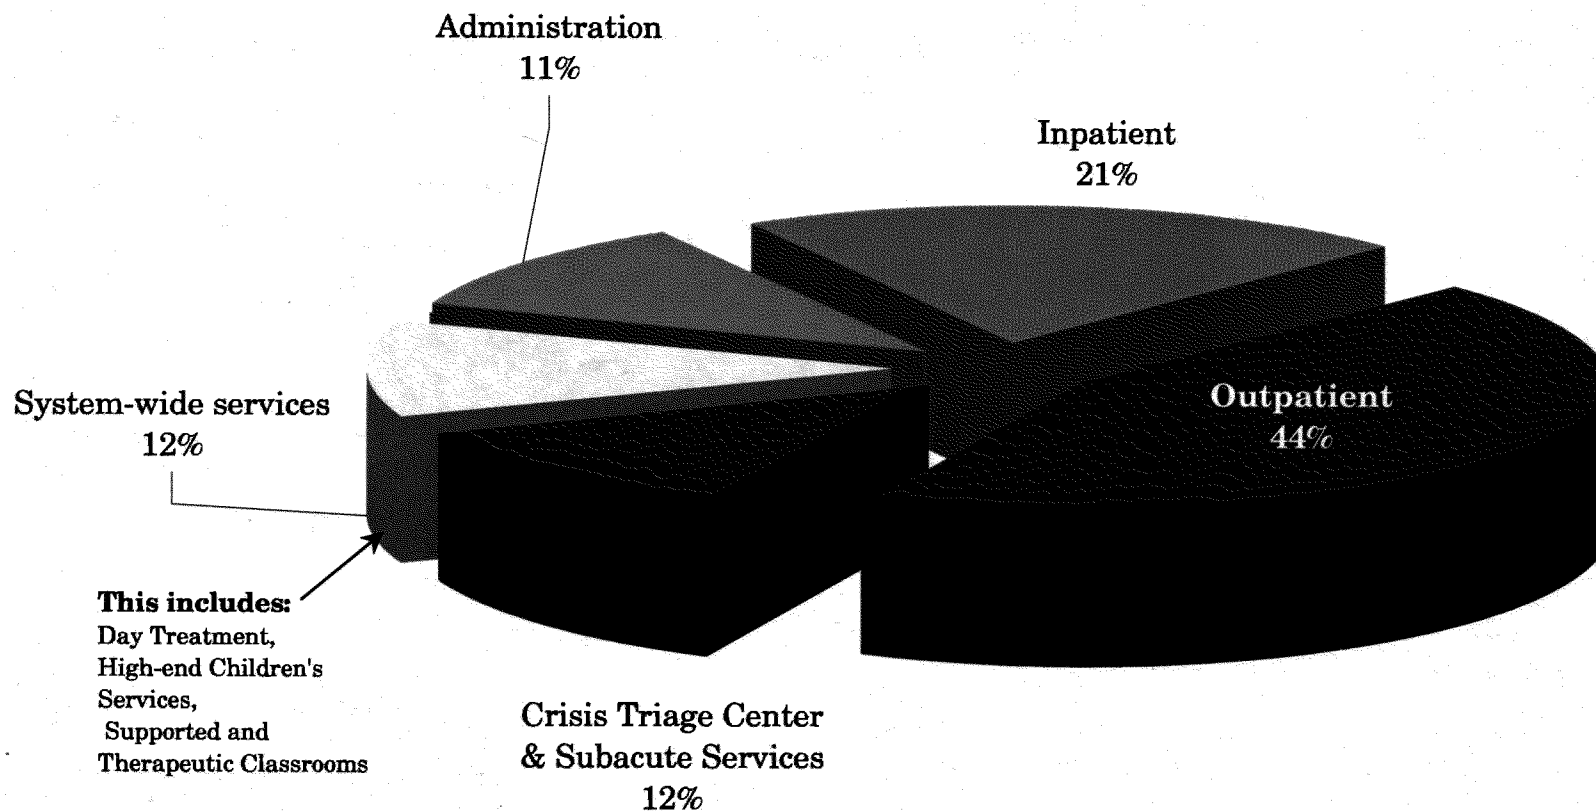 Administration
11%
Inpatient
21%
Outpatient
44%
System-wide services
12%
This includes:
Day Treatment,
High-end Children's
Services,
Supported and
Therapeutic Classrooms
Crisis Triage Center
& Subacute Services
12%